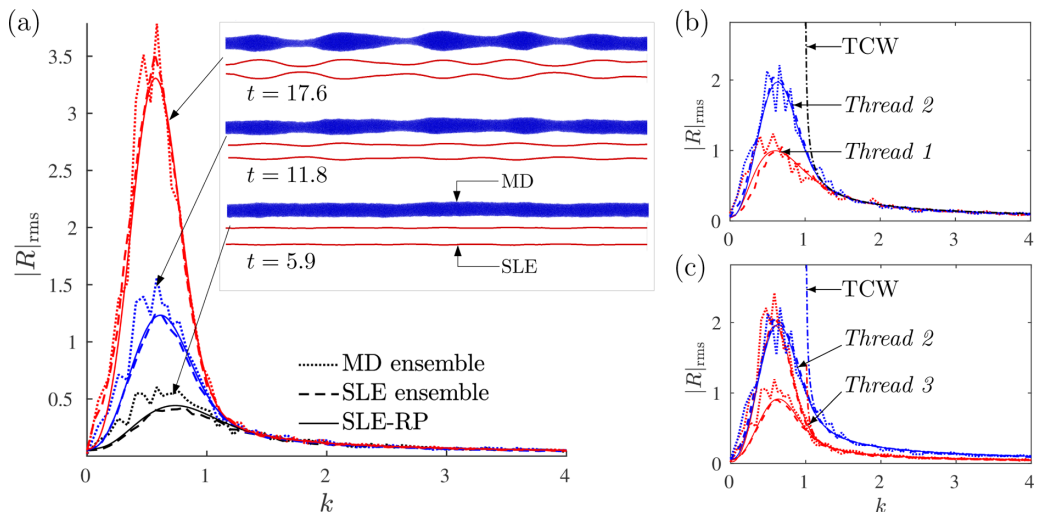 (a)
3.5
3
2.5
2
1.5
1
0.5
|R|rms
0
1
2
3
4
k
t = 17.6
t = 11.8
MD
t = 5.9
SLE
MD ensemble
SLE ensemble
SLE-RP
(b)
2
1
0
|R|rms
TCW
Thread 2
Thread 1
0
1
2
3
4
k
(c)
2
1
0
|R|rms
TCW
Thread 2
Thread 3
0
1
2
3
4
k